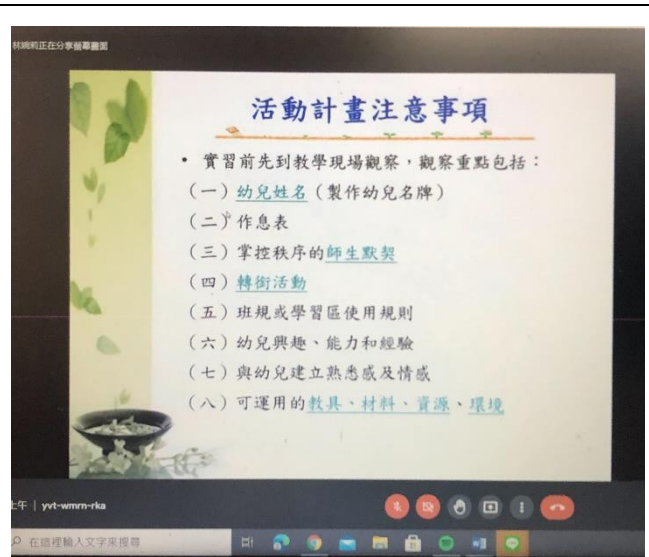 林婉莉正在分享螢幕畫面
活動計畫注意事項
• 實習前先到教學現場觀察，觀察重點包括：
（一）幼兒姓名（製作幼兒名牌）
（二）作息表
（三）掌控秩序的師生默契
（四）轉銜活動
（五）班規或學習區使用規則
（六）幼兒興趣、能力和經驗
（七）與幼兒建立熟悉感及情感
（八）可運用的教具、材料、資源、環境
上午 | yvt-wmrn-rka
在這裡輸入文字來搜尋